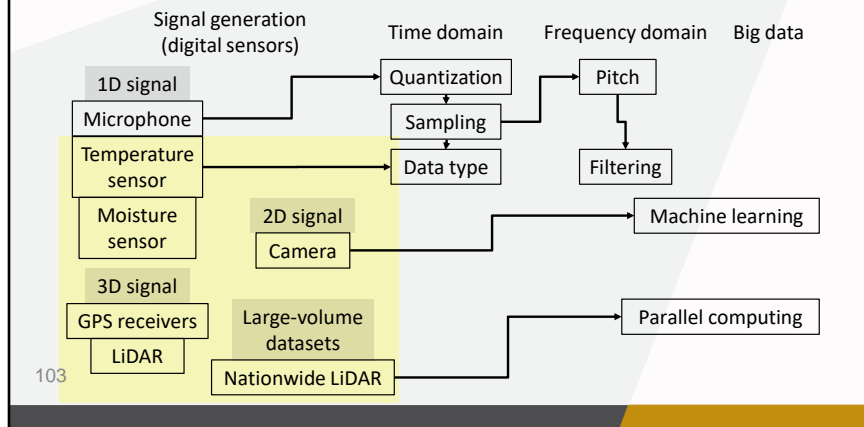 Signal generation
(digital sensors)
Time domain
Frequency domain
Big data
1D signal
Microphone
Temperature
sensor
Moisture
sensor
3D signal
GPS receivers
LiDAR
2D signal
Camera
Large-volume
datasets
Nationwide LiDAR
Quantization
Sampling
Data type
Pitch
Filtering
Machine learning
Parallel computing
103